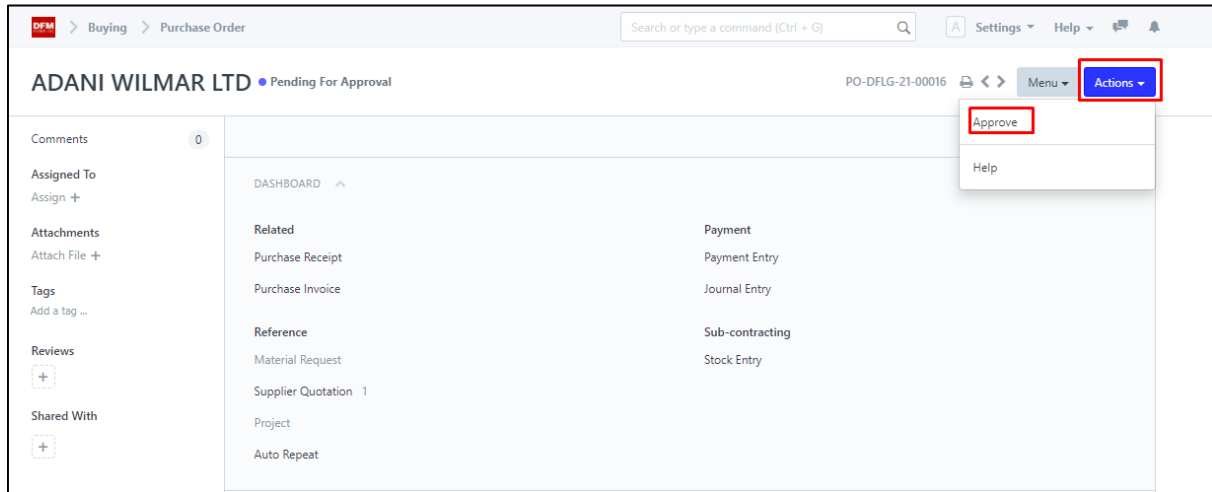 DFM > Buying > Purchase Order Search or type a command (Ctrl + G) A Settings Help
ADANI WILMAR LTD Pending For Approval PO-DFLG-21-00016 Menu Actions
Approve
Help
Comments 0
Assigned To
Assign +
Attachments
Attach File +
Tags
Add a tag ...
Reviews
+
Shared With
+
DASHBOARD
Related Payment
Purchase Receipt Payment Entry
Purchase Invoice Journal Entry
Reference Sub-contracting
Material Request Stock Entry
Supplier Quotation 1
Project
Auto Repeat